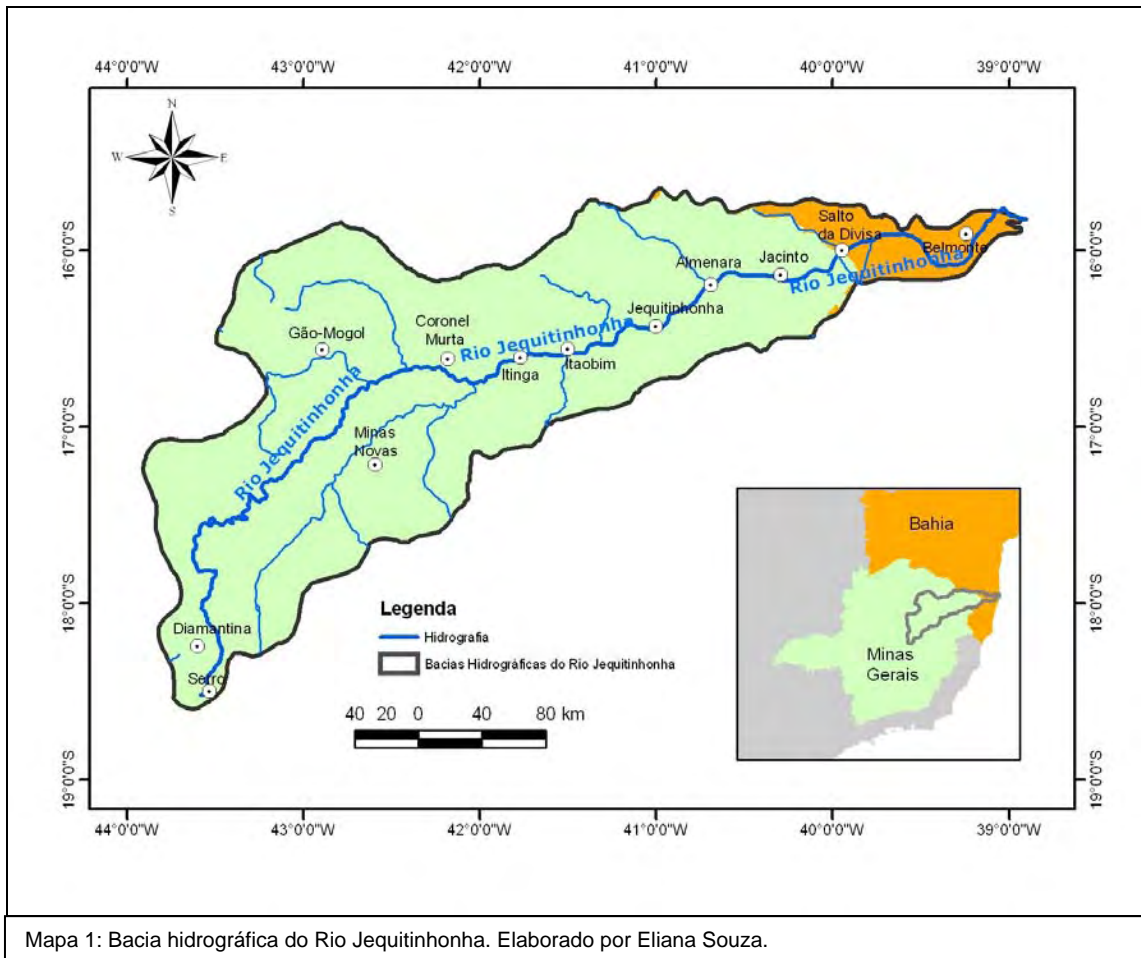 44°0'0"W
43°0'0"W
42°0'0"W
41°0'0"W
40°0'0"W
39°0'0"W
N
W
E
S
16°0'0"S
17°0'0"S
18°0'0"S
19°0'0"S
16°0'0"S
17°0'0"S
18°0'0"S
19°0'0"S
Salto
da Divisa
Belmonte
Almenara
Jacinto
Rio Jequitinhonha
Jequitinhonha
Gão-Mogol
Coronel
Murta
Rio Jequitinhonha
Itinga
Itaobim
Rio Jequitinhonha
Minas
Novas
Diamantina
Serro
Legenda
Hidrografia
Bacias Hidrográficas do Rio Jequitinhonha
40 20 0 40 80 km
Bahia
Minas
Gerais
44°0'0"W
43°0'0"W
42°0'0"W
41°0'0"W
40°0'0"W
39°0'0"W
Mapa 1: Bacia hidrográfica do Rio Jequitinhonha. Elaborado por Eliana Souza.